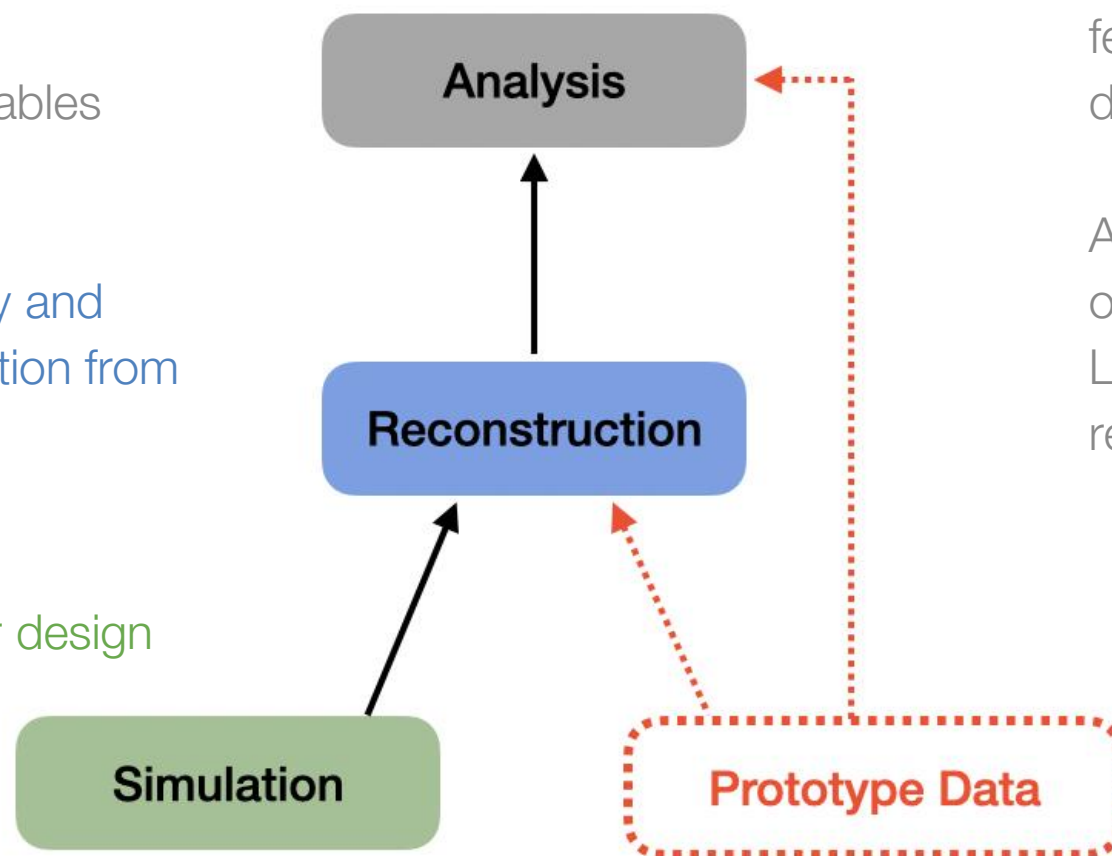 ables
y and
tion from
r design
Analysis
Reconstruction
Simulation
Prototype Data
fe
d
A
o
L
re